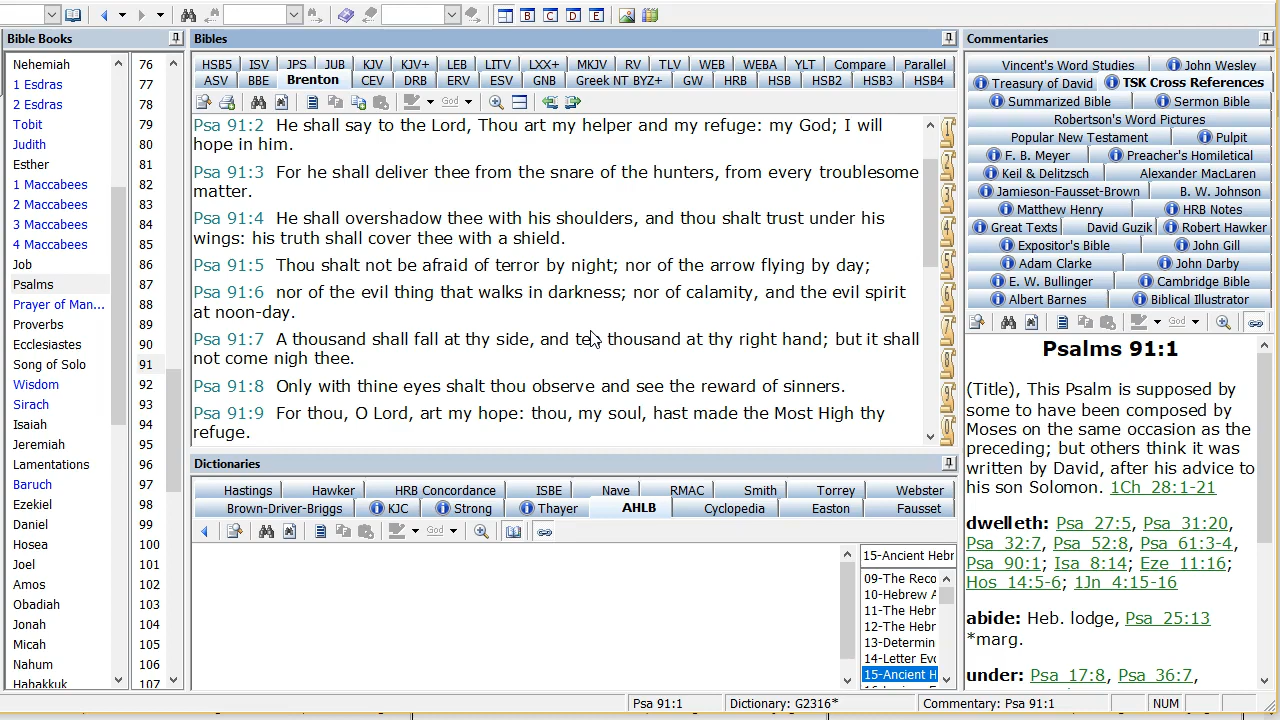 B C D E
Bible Books
Nehemiah
1 Esdras
2 Esdras
Tobit
Judith
Esther
1 Maccabees
2 Maccabees
3 Maccabees
4 Maccabees
Job
Psalms
Prayer of Man...
Proverbs
Ecclesiastes
Song of Solo
Wisdom
Sirach
Isaiah
Jeremiah
Lamentations
Baruch
Ezekiel
Daniel
Hosea
Joel
Amos
Obadiah
Jonah
Micah
Nahum
Habakkuk
76
77
78
79
80
81
82
83
84
85
86
87
88
89
90
91
92
93
94
95
96
97
98
99
100
101
102
103
104
105
106
107
Bibles
HSB5 ISV JPS JUB KJV KJV+ LEB LITV LXX+ MKJV RV TLV WEB WEBA YLT Compare Parallel
ASV BBE Brenton CEV DRB ERV ESV GNB Greek NT BYZ+ GW HRB HSB HSB2 HSB3 HSB4
God
Psa 91:2 He shall say to the Lord, Thou art my helper and my refuge: my God; I will
hope in him.
Psa 91:3 For he shall deliver thee from the snare of the hunters, from every troublesome
matter.
Psa 91:4 He shall overshadow thee with his shoulders, and thou shalt trust under his
wings: his truth shall cover thee with a shield.
Psa 91:5 Thou shalt not be afraid of terror by night; nor of the arrow flying by day;
Psa 91:6 nor of the evil thing that walks in darkness; nor of calamity, and the evil spirit
at noon-day.
Psa 91:7 A thousand shall fall at thy side, and ten thousand at thy right hand; but it shall
not come nigh thee.
Psa 91:8 Only with thine eyes shalt thou observe and see the reward of sinners.
Psa 91:9 For thou, O Lord, art my hope: thou, my soul, hast made the Most High thy
refuge.
1
2
3
4
5
6
7
8
9
0
Dictionaries
Hastings Hawker HRB Concordance ISBE Nave RMAC Smith Torrey Webster
Brown-Driver-Briggs KJC Strong Thayer AHLB Cyclopedia Easton Fausset
God
15-Ancient Hebr
09-The Reco
10-Hebrew A
11-The Hebr
12-The Hebr
13-Determin
14-Letter Evo
15-Ancient H
Commentaries
Vincent's Word Studies John Wesley
Treasury of David TSK Cross References
Summarized Bible Sermon Bible
Robertson's Word Pictures
Popular New Testament Pulpit
F. B. Meyer Preacher's Homiletical
Keil & Delitzsch Alexander MacLaren
Jamieson-Fausset-Brown B. W. Johnson
Matthew Henry HRB Notes
Great Texts David Guzik Robert Hawker
Expositor's Bible John Gill
Adam Clarke John Darby
E. W. Bullinger Cambridge Bible
Albert Barnes Biblical Illustrator
God
Psalms 91:1
(Title), This Psalm is supposed by
some to have been composed by
Moses on the same occasion as the
preceding; but others think it was
written by David, after his advice to
his son Solomon. 1Ch 28:1-21
dwelleth: Psa 27:5, Psa 31:20,
Psa 32:7, Psa 52:8, Psa 61:3-4,
Psa 90:1; Isa 8:14; Eze 11:16;
Hos 14:5-6; 1Jn 4:15-16
abide: Heb. lodge, Psa 25:13
*marg.
under: Psa 17:8, Psa 36:7,
Psa 91:1 Dictionary: G2316* Commentary: Psa 91:1 NUM